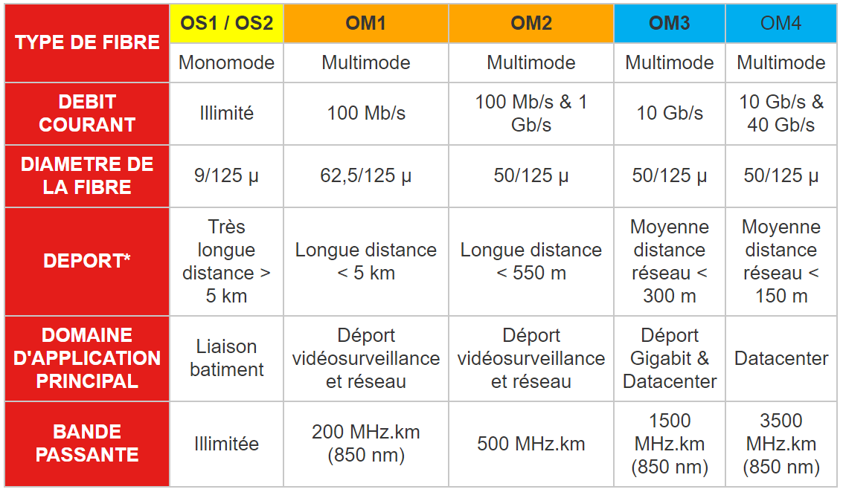 TYPE DE FIBRE
OS1 / OS2
OM1
OM2
OM3
OM4
Monomode
Multimode
Multimode
Multimode
Multimode
DEBIT
COURANT
Illimité
100 Mb/s
100 Mb/s & 1
Gb/s
10 Gb/s
10 Gb/s &
40 Gb/s
DIAMETRE DE
LA FIBRE
9/125 µ
62,5/125 µ
50/125 µ
50/125 µ
50/125 µ
DEPORT*
Très
longue
distance >
5 km
Longue distance
< 5 km
Longue distance
< 550 m
Moyenne
distance
réseau <
300 m
Moyenne
distance
réseau <
150 m
DOMAINE
D'APPLICATION
PRINCIPAL
Liaison
batiment
Déport
vidéosurveillance
et réseau
Déport
vidéosurveillance
et réseau
Déport
Gigabit &
Datacenter
Datacenter
BANDE
PASSANTE
Illimitée
200 MHz.km
(850 nm)
500 MHz.km
1500
MHz.km
(850 nm)
3500
MHz.km
(850 nm)